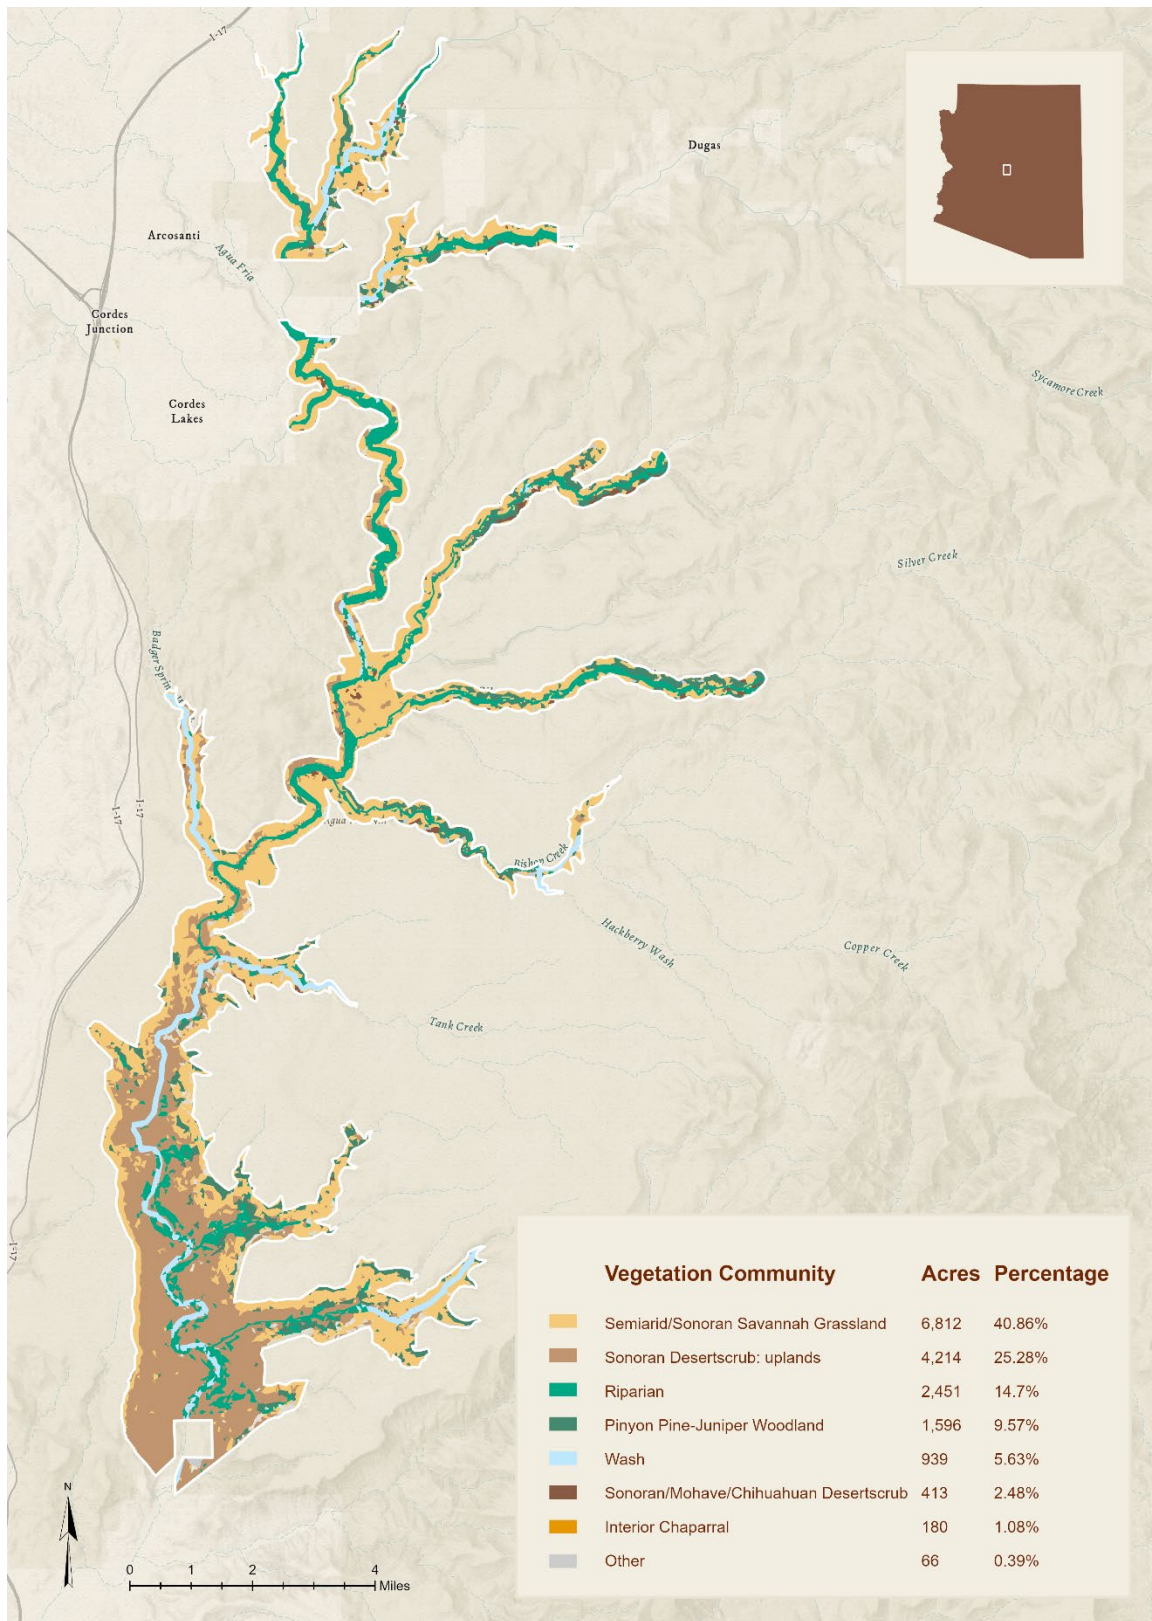 I-17
Dugas
Arcosanti
Agua Fria
Cordes
Junction
Sycamore Creek
Cordes
Lakes
Silver Creek
Badger Sprin
I-17
I-17
Agua
Bishop Creek
Hackberry Wash
Copper Creek
Tank Creek
I-17
Vegetation Community Acres Percentage
Semiarid/Sonoran Savannah Grassland 6,812 40.86%
Sonoran Desertscrub: uplands 4,214 25.28%
Riparian 2,451 14.7%
Pinyon Pine-Juniper Woodland 1,596 9.57%
Wash 939 5.63%
Sonoran/Mohave/Chihuahuan Desertscrub 413 2.48%
Interior Chaparral 180 1.08%
Other 66 0.39%
N
0 1 2 4
Miles